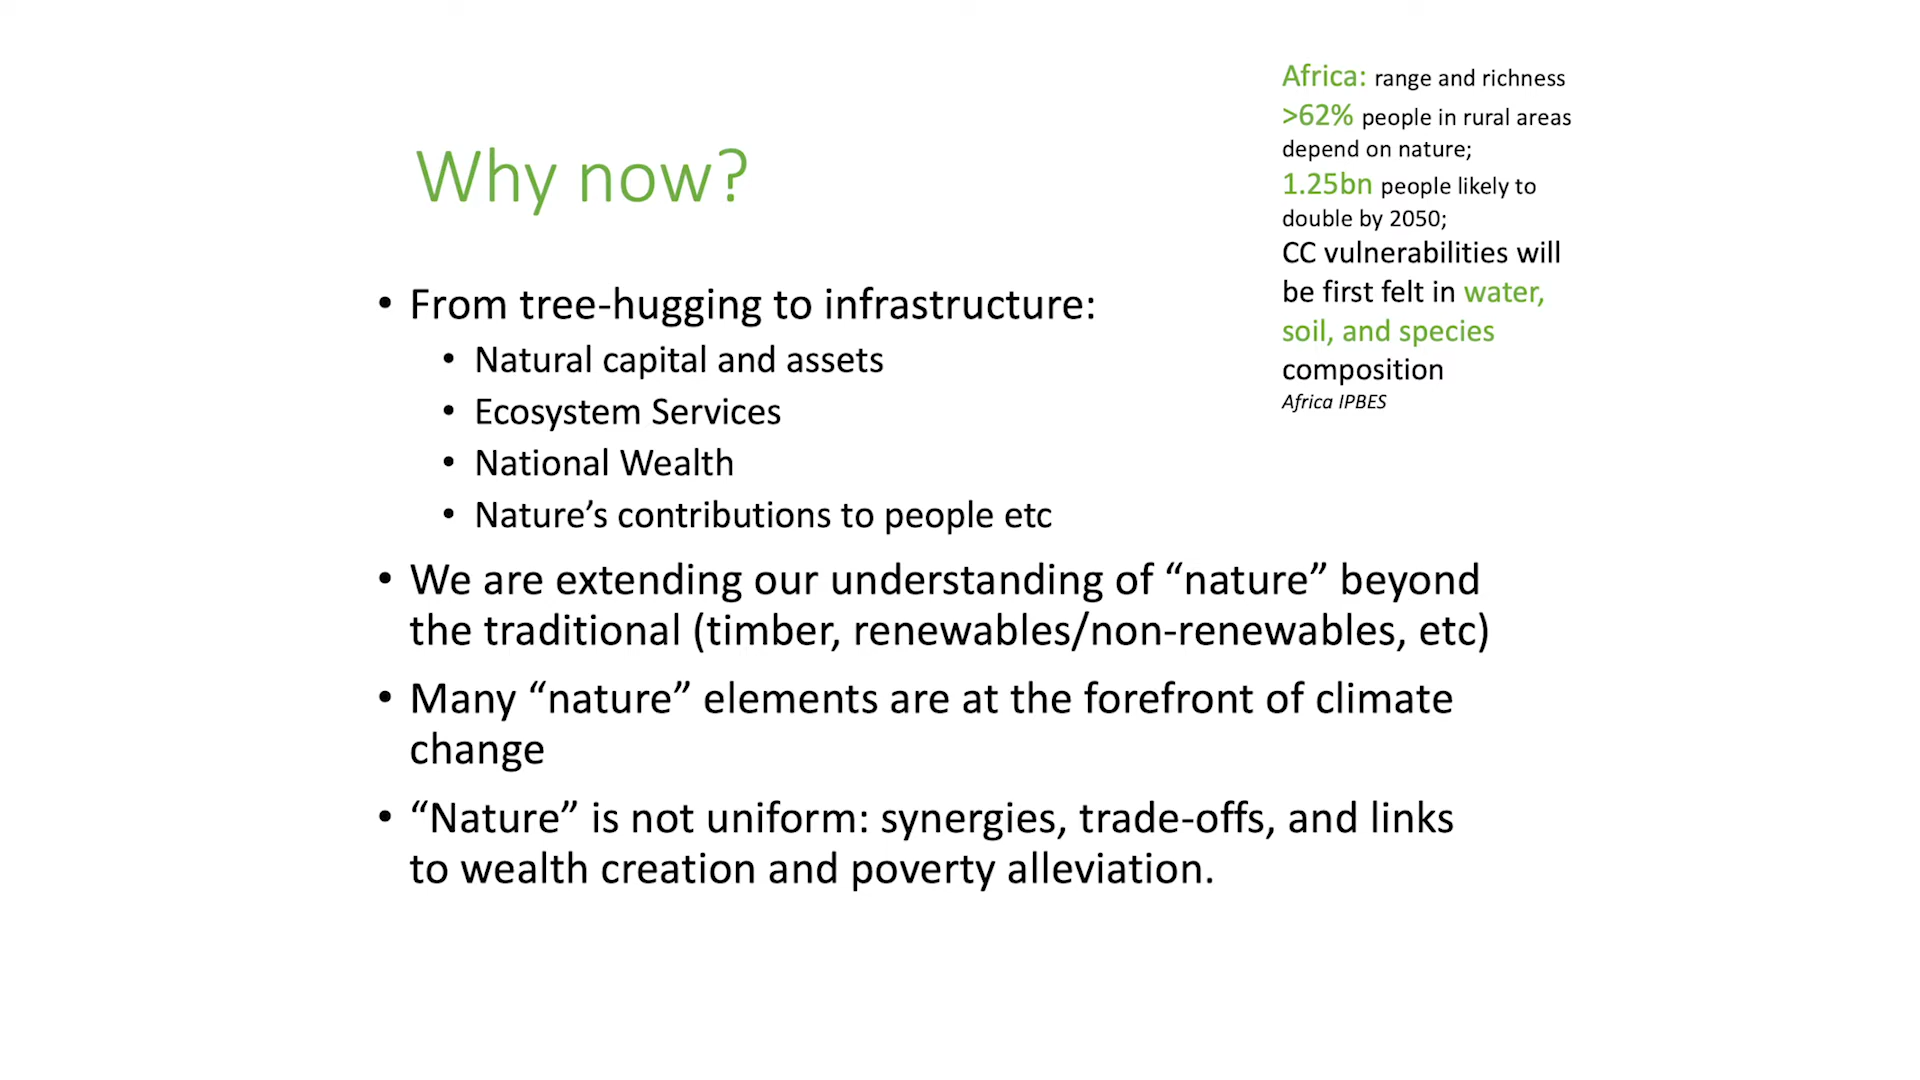 Why now?
• From tree-hugging to infrastructure:
• Natural capital and assets
• Ecosystem Services
• National Wealth
• Nature’s contributions to people etc
• We are extending our understanding of “nature” beyond
the traditional (timber, renewables/non-renewables, etc)
• Many “nature” elements are at the forefront of climate
change
• “Nature” is not uniform: synergies, trade-offs, and links
to wealth creation and poverty alleviation.
Africa: range and richness
>62% people in rural areas
depend on nature;
1.25bn people likely to
double by 2050;
CC vulnerabilities will
be first felt in water,
soil, and species
composition
Africa IPBES